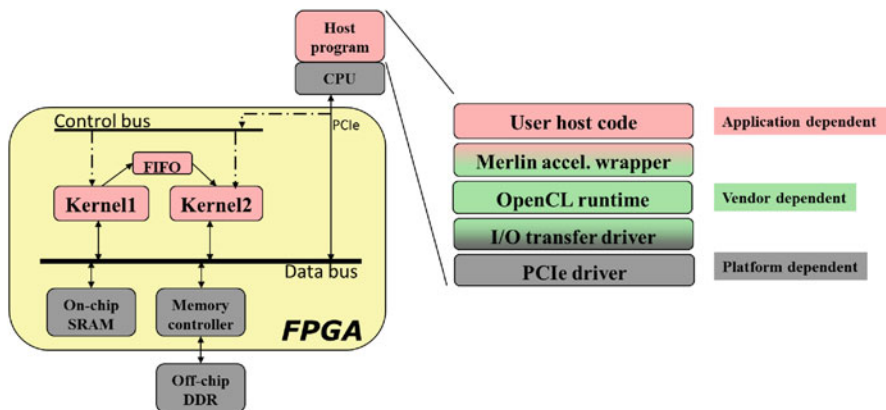 Host
program
CPU
Control bus
PCIe
FIFO
Kernel1
Kernel2
Data bus
On-chip
SRAM
Memory
controller
FPGA
Off-chip
DDR
User host code
Application dependent
Merlin accel. wrapper
OpenCL runtime
Vendor dependent
I/O transfer driver
PCIe driver
Platform dependent